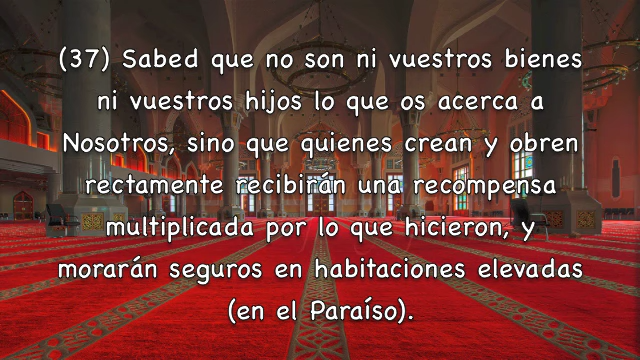 (37) Sabed que no son ni vuestros bienes
ni vuestros hijos lo que os acerca a
Nosotros, sino que quienes crean y obren
rectamente recibirán una recompensa
multiplicada por lo que hicieron, y
morarán seguros en habitaciones elevadas
(en el Paraíso).